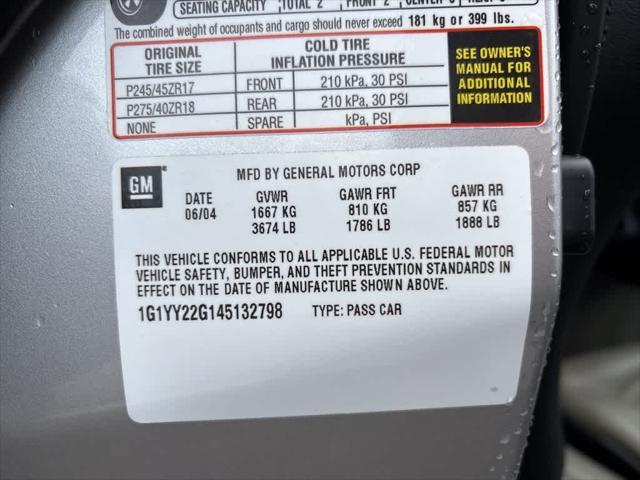 SEATING CAPACITY TOTAL 2 FRONT 2
The combined weight of occupants and cargo should never exceed 181 kg or 399 lbs.
ORIGINAL TIRE SIZE COLD TIRE INFLATION PRESSURE
P245/45ZR17 FRONT 210 kPa, 30 PSI
P275/40ZR18 REAR 210 kPa, 30 PSI
NONE SPARE kPa, PSI
SEE OWNER'S
MANUAL FOR
ADDITIONAL
INFORMATION
GM
MFD BY GENERAL MOTORS CORP
DATE GVWR GAWR FRT GAWR RR
06/04 1667 KG 810 KG 857 KG
3674 LB 1786 LB 1888 LB
THIS VEHICLE CONFORMS TO ALL APPLICABLE U.S. FEDERAL MOTOR
VEHICLE SAFETY, BUMPER, AND THEFT PREVENTION STANDARDS IN
EFFECT ON THE DATE OF MANUFACTURE SHOWN ABOVE.
1G1YY22G145132798 TYPE: PASS CAR